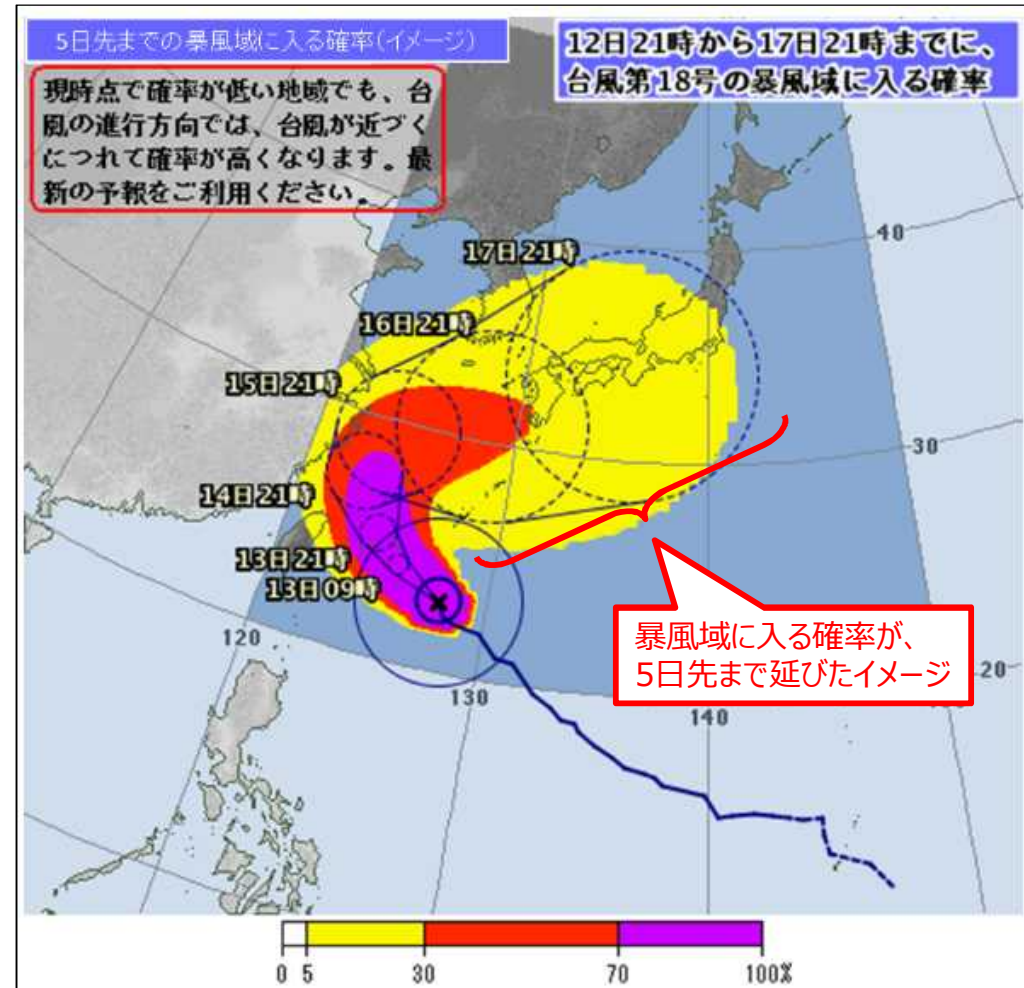 5日先までの暴風域に入る確率(イメージ)
12日21時から17日21時までに、
台風第18号の暴風域に入る確率
現時点で確率が低い地域でも、台
風の進行方向では、台風が近づく
につれて確率が高くなります。最
新の予報をご利用ください。
17日21時
16日21時
15日21時
14日21時
13日21時
13日09時
40
30
20
120
130
140
暴風域に入る確率が、
5日先まで延びたイメージ
0 5 30 70 100%